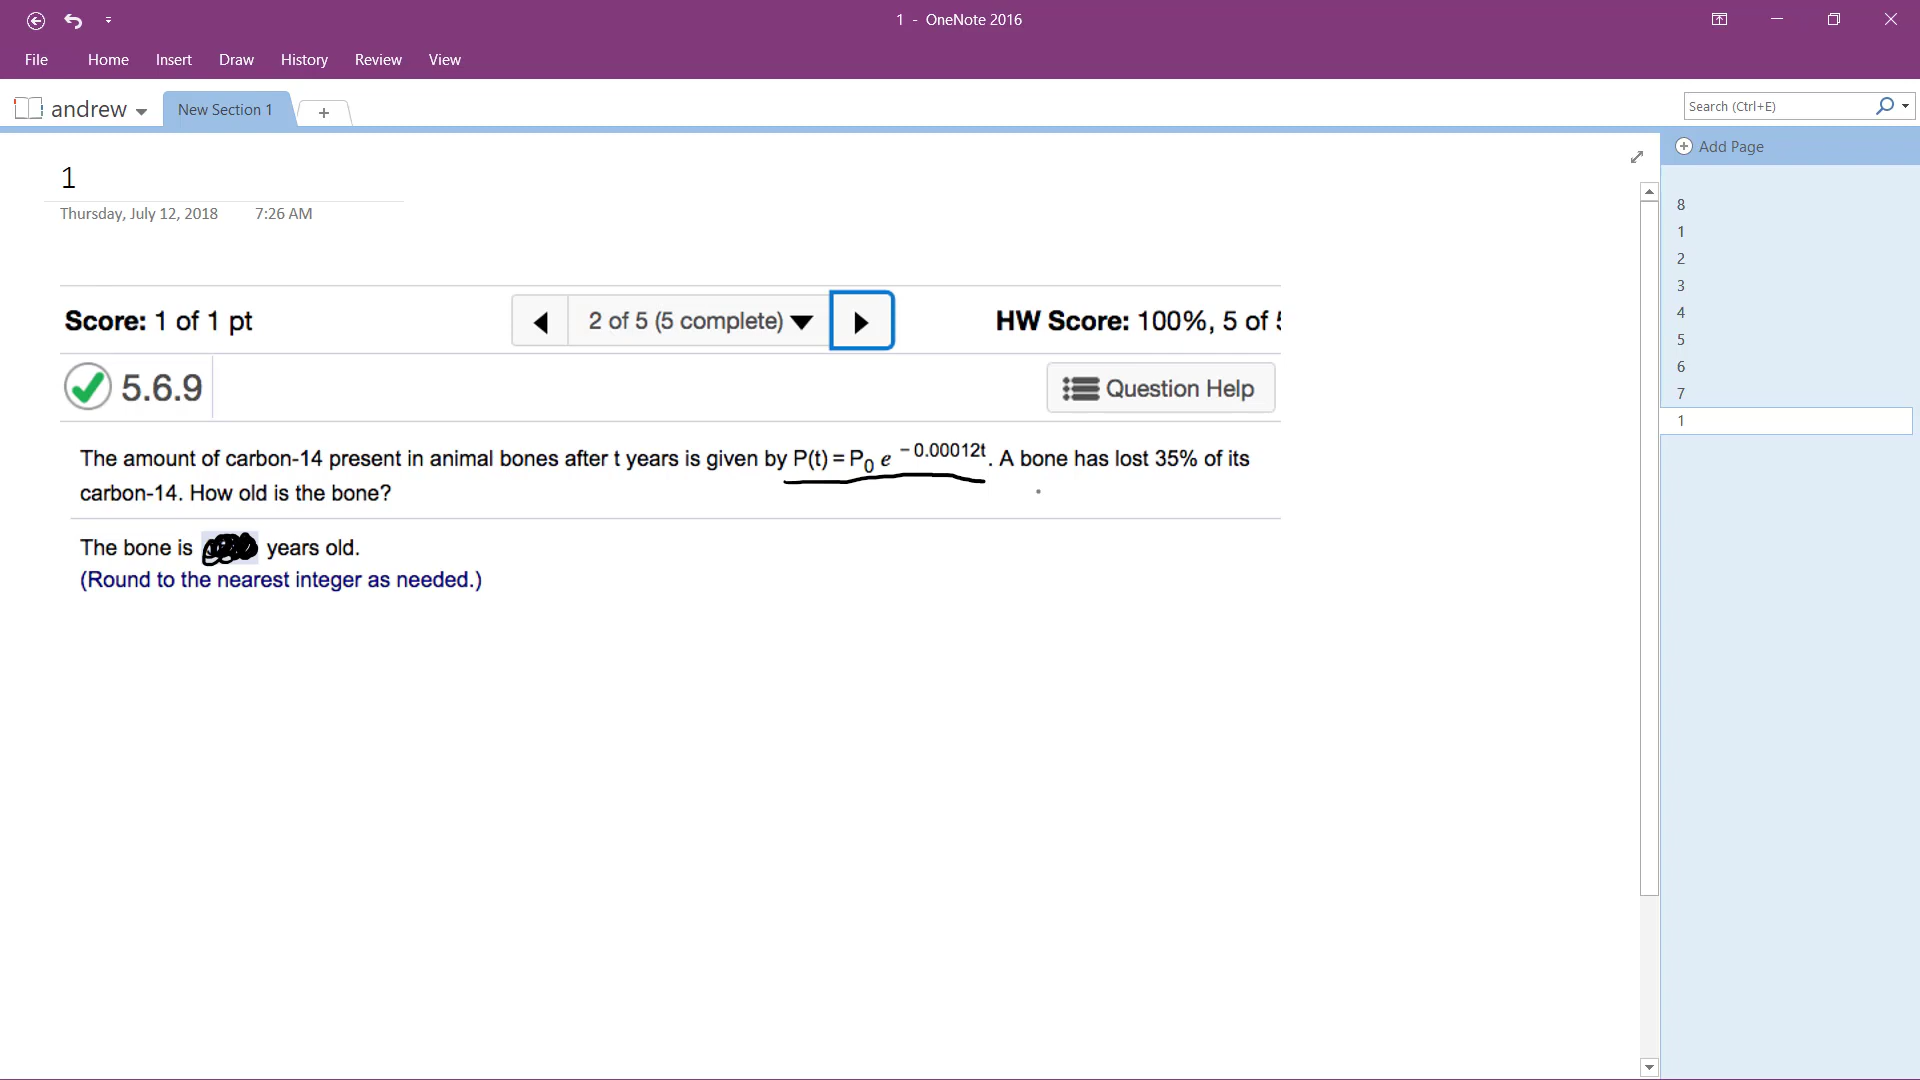 1 - OneNote 2016
File Home Insert Draw History Review View
andrew New Section 1 +
Search (Ctrl+E)
Add Page
1
Thursday, July 12, 2018 7:26 AM
8
1
2
3
4
5
6
7
1
Score: 1 of 1 pt 2 of 5 (5 complete) HW Score: 100%, 5 of 5
5.6.9 Question Help
The amount of carbon-14 present in animal bones after t years is given by P(t) = P₀ e ^−0.00012t. A bone has lost 35% of its
carbon-14. How old is the bone?
The bone is years old.
(Round to the nearest integer as needed.)